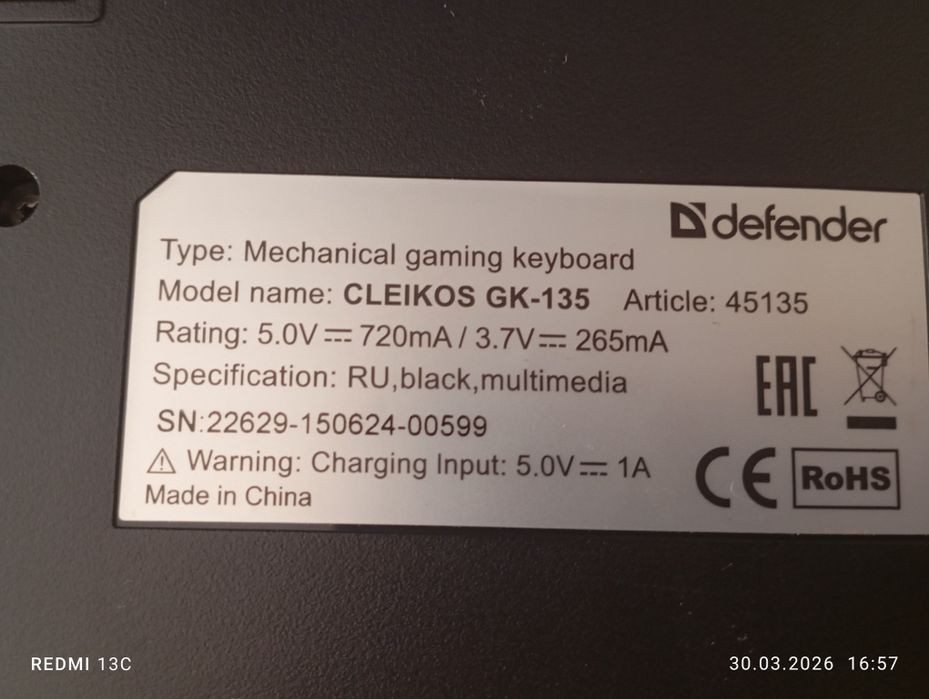 defender
Type: Mechanical gaming keyboard
Model name: CLEIKOS GK-135 Article: 45135
Rating: 5.0V⎓720mA / 3.7V⎓265mA
Specification: RU,black,multimedia
SN:22629-150624-00599
⚠ Warning: Charging Input: 5.0V⎓1A
Made in China
EAC
CE RoHS
REDMI 13C
30.03.2026 16:57